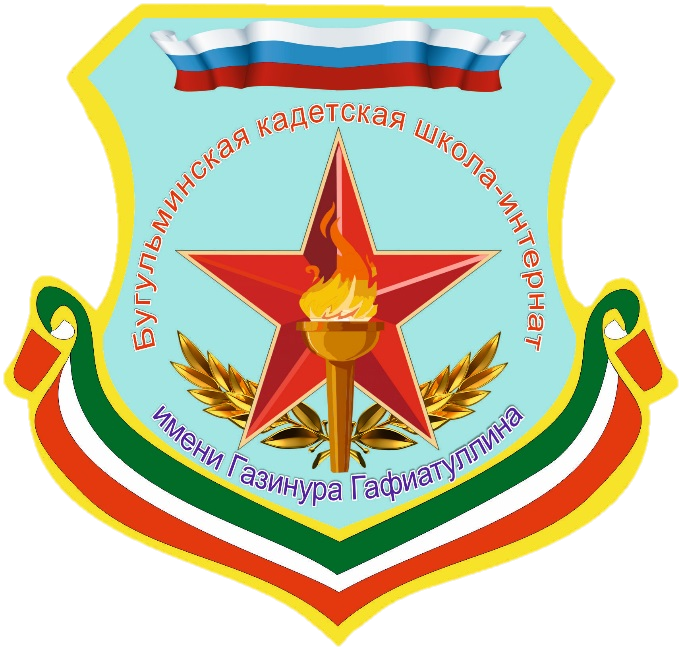 Бугульминская кадетская школа-интернат
имени Газинура Гафиатуллина